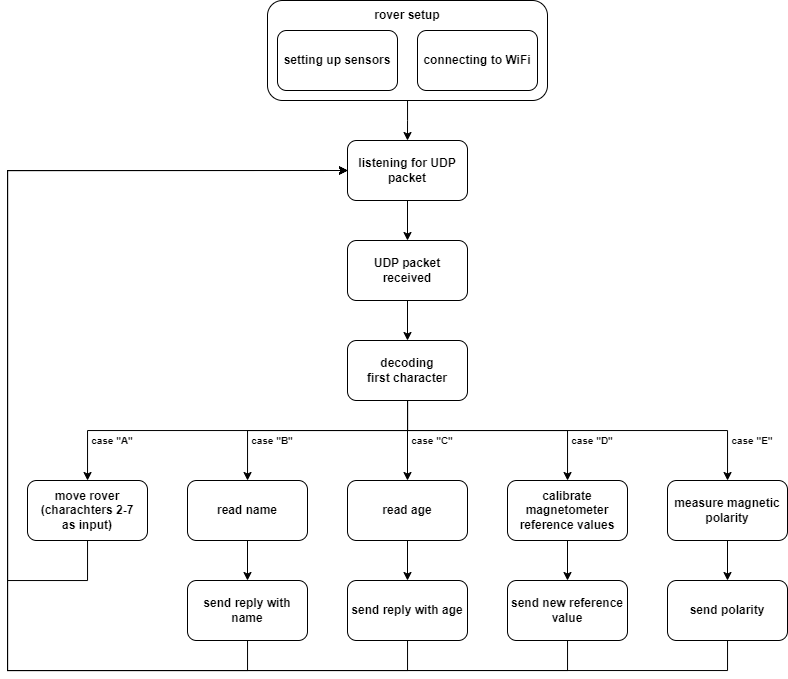 rover setup
setting up sensors
connecting to WiFi
listening for UDP
packet
UDP packet
received
decoding
first character
case "A"
case "B"
case "C"
case "D"
case "E"
move rover
(charachters 2-7
as input)
read name
read age
calibrate
magnetometer
reference values
measure magnetic
polarity
send reply with
name
send reply with age
send new reference
value
send polarity